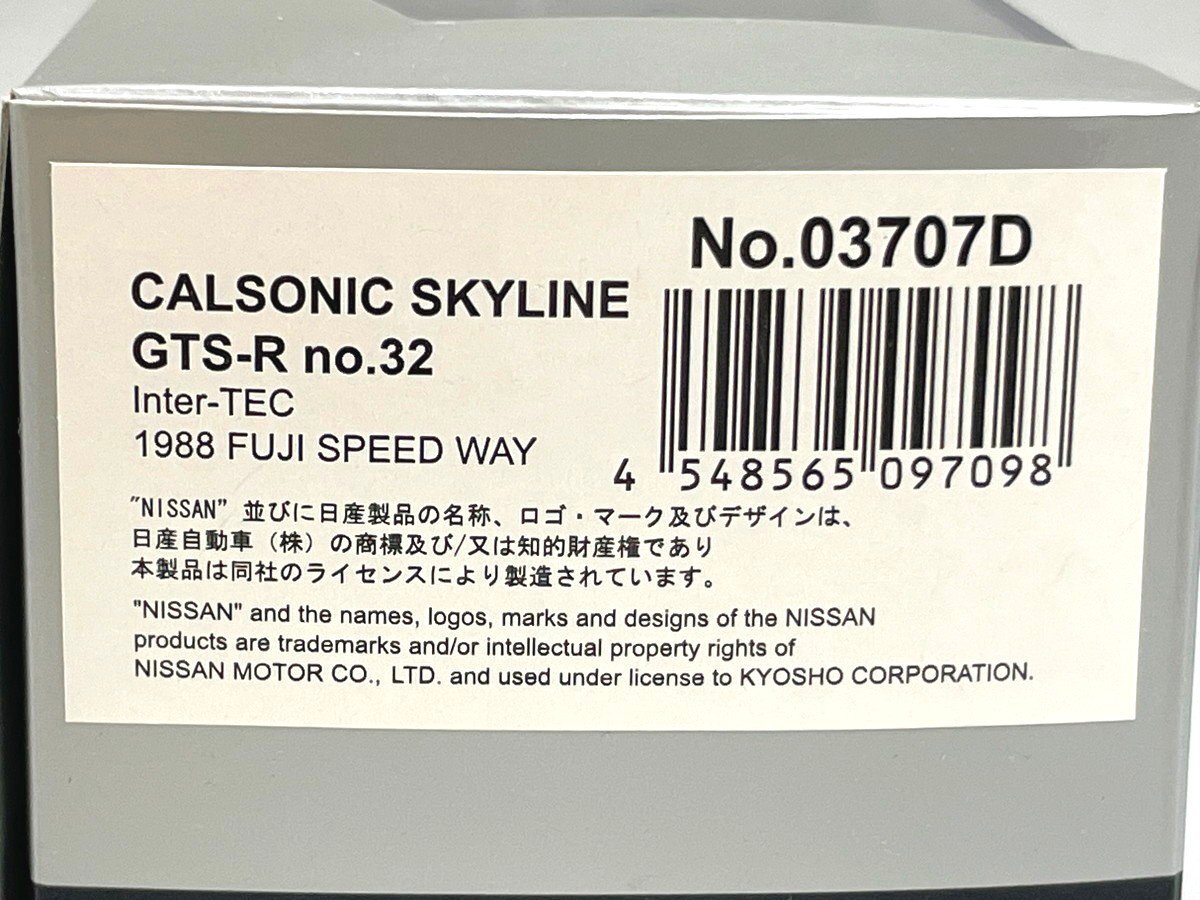 No.03707D
CALSONIC SKYLINE
GTS-R no.32
Inter-TEC
1988 FUJI SPEED WAY
4 548565 097098
"NISSAN" 並びに日産製品の名称、ロゴ・マーク及びデザインは、
日産自動車（株）の商標及び/又は知的財産権であり
本製品は同社のライセンスにより製造されています。
"NISSAN" and the names, logos, marks and designs of the NISSAN
products are trademarks and/or intellectual property rights of
NISSAN MOTOR CO., LTD. and used under license to KYOSHO CORPORATION.